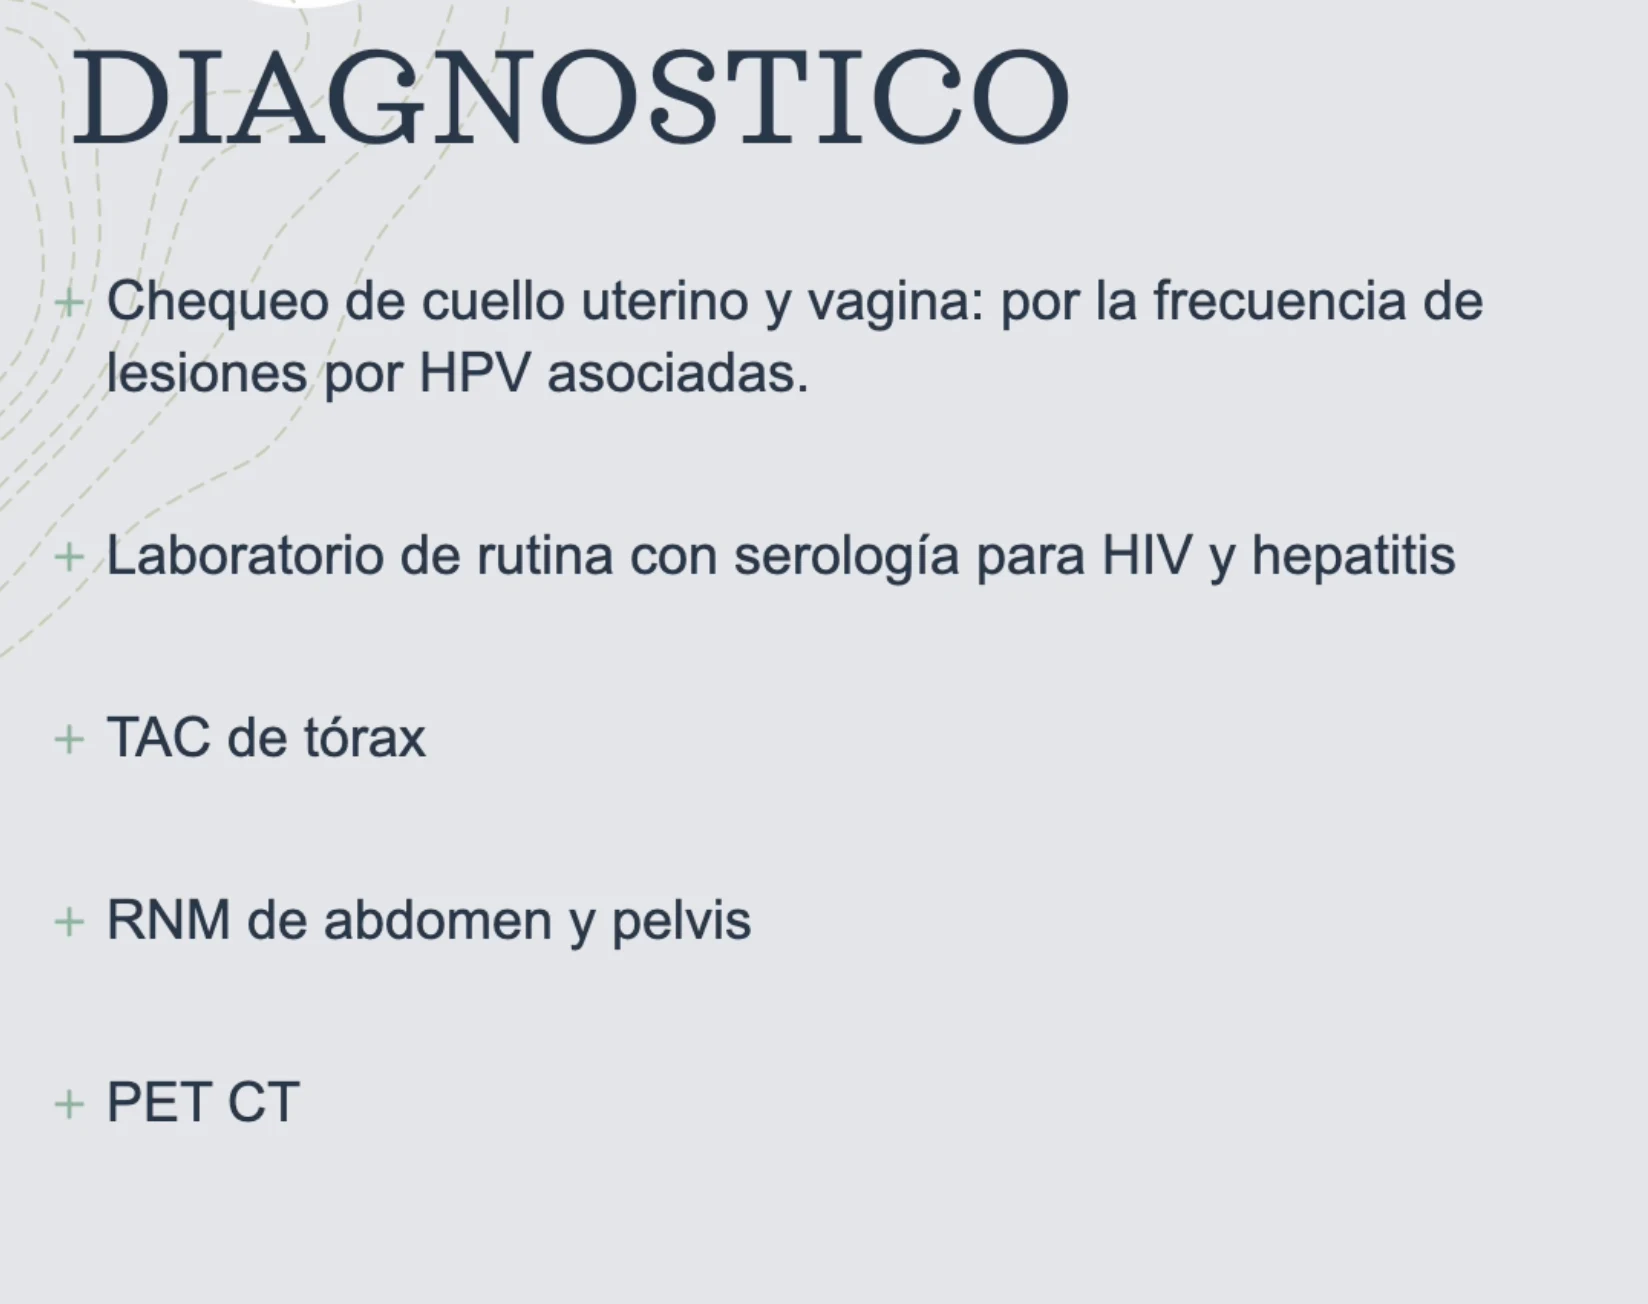 DIAGNOSTICO
+ Chequeo de cuello uterino y vagina: por la frecuencia de
lesiones por HPV asociadas.
+ Laboratorio de rutina con serología para HIV y hepatitis
+ TAC de tórax
+ RNM de abdomen y pelvis
+ PET CT